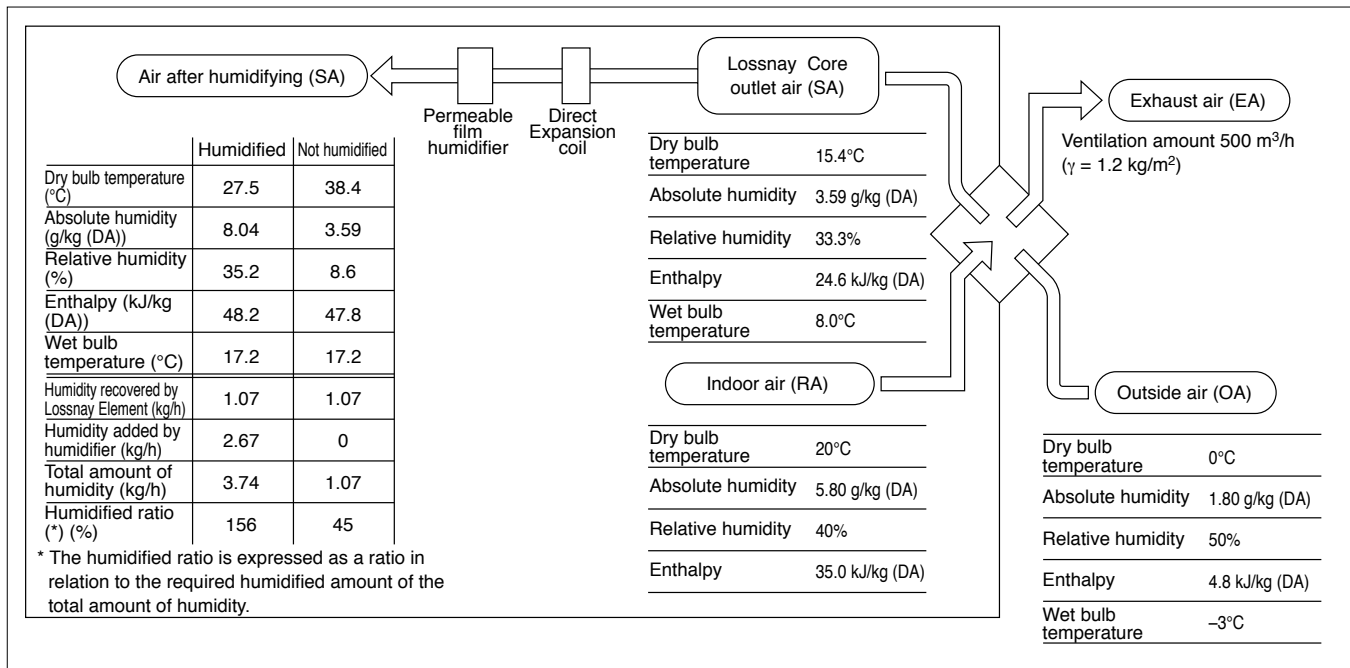 Air after humidifying (SA)
Permeable
film
humidifier
Direct
Expansion
coil
Lossnay Core
outlet air (SA)
Exhaust air (EA)
Ventilation amount 500 m³/h
(γ = 1.2 kg/m²)
Humidified Not humidified
Dry bulb temperature
(°C) 27.5 38.4
Absolute humidity
(g/kg (DA)) 8.04 3.59
Relative humidity
(%) 35.2 8.6
Enthalpy (kJ/kg
(DA)) 48.2 47.8
Wet bulb
temperature (°C) 17.2 17.2
Humidity recovered by
Lossnay Element (kg/h) 1.07 1.07
Humidity added by
humidifier (kg/h) 2.67 0
Total amount of
humidity (kg/h) 3.74 1.07
Humidified ratio
(*) (%) 156 45
* The humidified ratio is expressed as a ratio in
relation to the required humidified amount of the
total amount of humidity.
Dry bulb
temperature 15.4°C
Absolute humidity 3.59 g/kg (DA)
Relative humidity 33.3%
Enthalpy 24.6 kJ/kg (DA)
Wet bulb
temperature 8.0°C
Indoor air (RA)
Dry bulb
temperature 20°C
Absolute humidity 5.80 g/kg (DA)
Relative humidity 40%
Enthalpy 35.0 kJ/kg (DA)
Outside air (OA)
Dry bulb
temperature 0°C
Absolute humidity 1.80 g/kg (DA)
Relative humidity 50%
Enthalpy 4.8 kJ/kg (DA)
Wet bulb
temperature –3°C